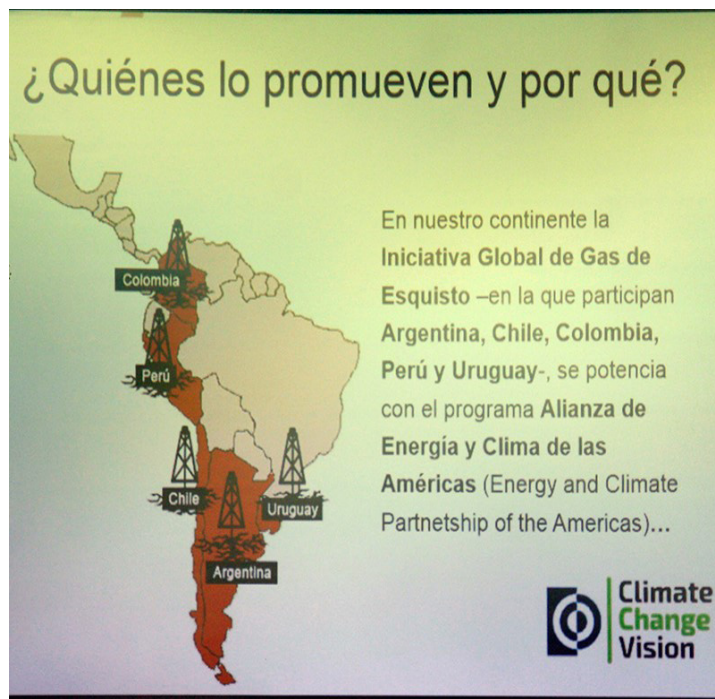 ¿Quiénes lo promueven y por qué?
En nuestro continente la
Iniciativa Global de Gas de
Esquisto –en la que participan
Argentina, Chile, Colombia,
Perú y Uruguay-, se potencia
con el programa Alianza de
Energía y Clima de las
Américas (Energy and Climate
Partnetship of the Americas)...
Colombia
Perú
Chile
Uruguay
Argentina
Climate
Change
Vision